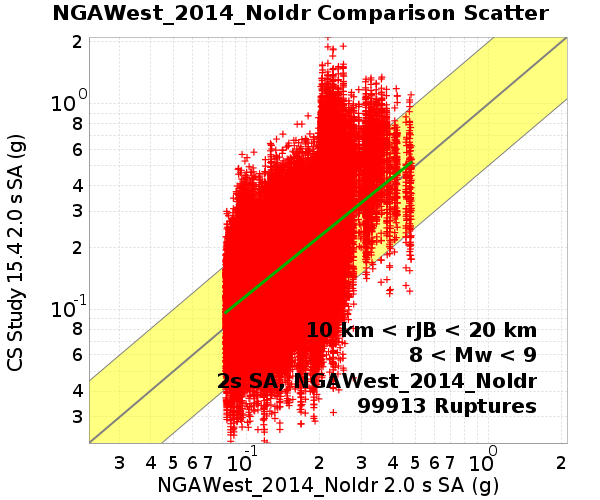 NGAWest_2014_NoIdr Comparison Scatter
CS Study 15.4 2.0 s SA (g)
2
10^0
8
6
4
3
2
10^-1
8
6
4
3
10 km < rJB < 20 km
8 < Mw < 9
2s SA, NGAWest_2014_NoIdr
99913 Ruptures
3 4 5 6 7 10^-1 2 3 4 5 6 7 10^0 2
NGAWest_2014_NoIdr 2.0 s SA (g)